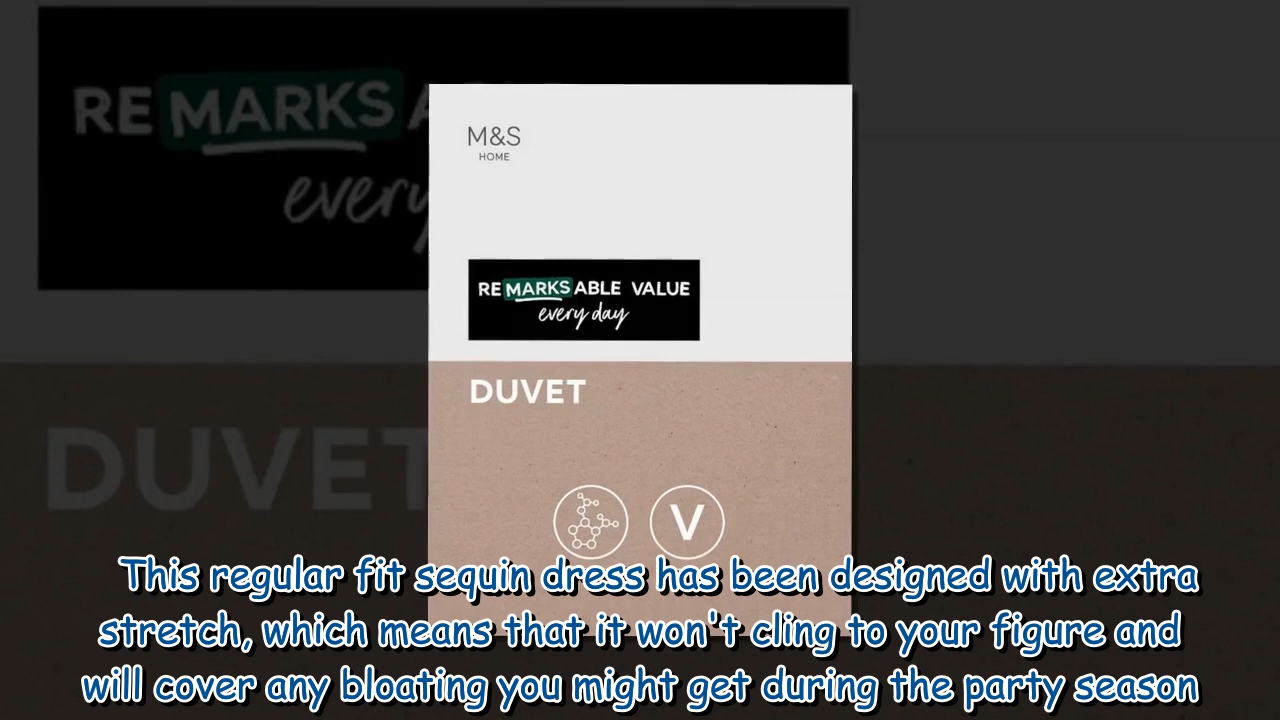 REMARKSA
every
DUVET
M&S
HOME
REMARKSABLE VALUE
every day
DUVET
V
This regular fit sequin dress has been designed with extra
stretch, which means that it won't cling to your figure and
will cover any bloating you might get during the party season